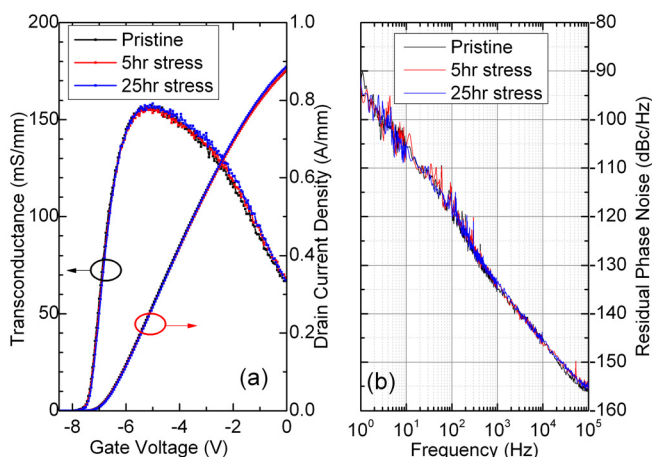 Pristine
5hr stress
25hr stress
Transconductance (mS/mm)
200
150
100
50
0
-8
-6
-4
-2
0
Gate Voltage (V)
1.0
0.8
0.6
0.4
0.2
0.0
Drain Current Density (A/mm)
(a)
Pristine
5hr stress
25hr stress
-80
-90
-100
-110
-120
-130
-140
-150
-160
Residual Phase Noise (dBc/Hz)
10^0
10^1
10^2
10^3
10^4
10^5
Frequency (Hz)
(b)